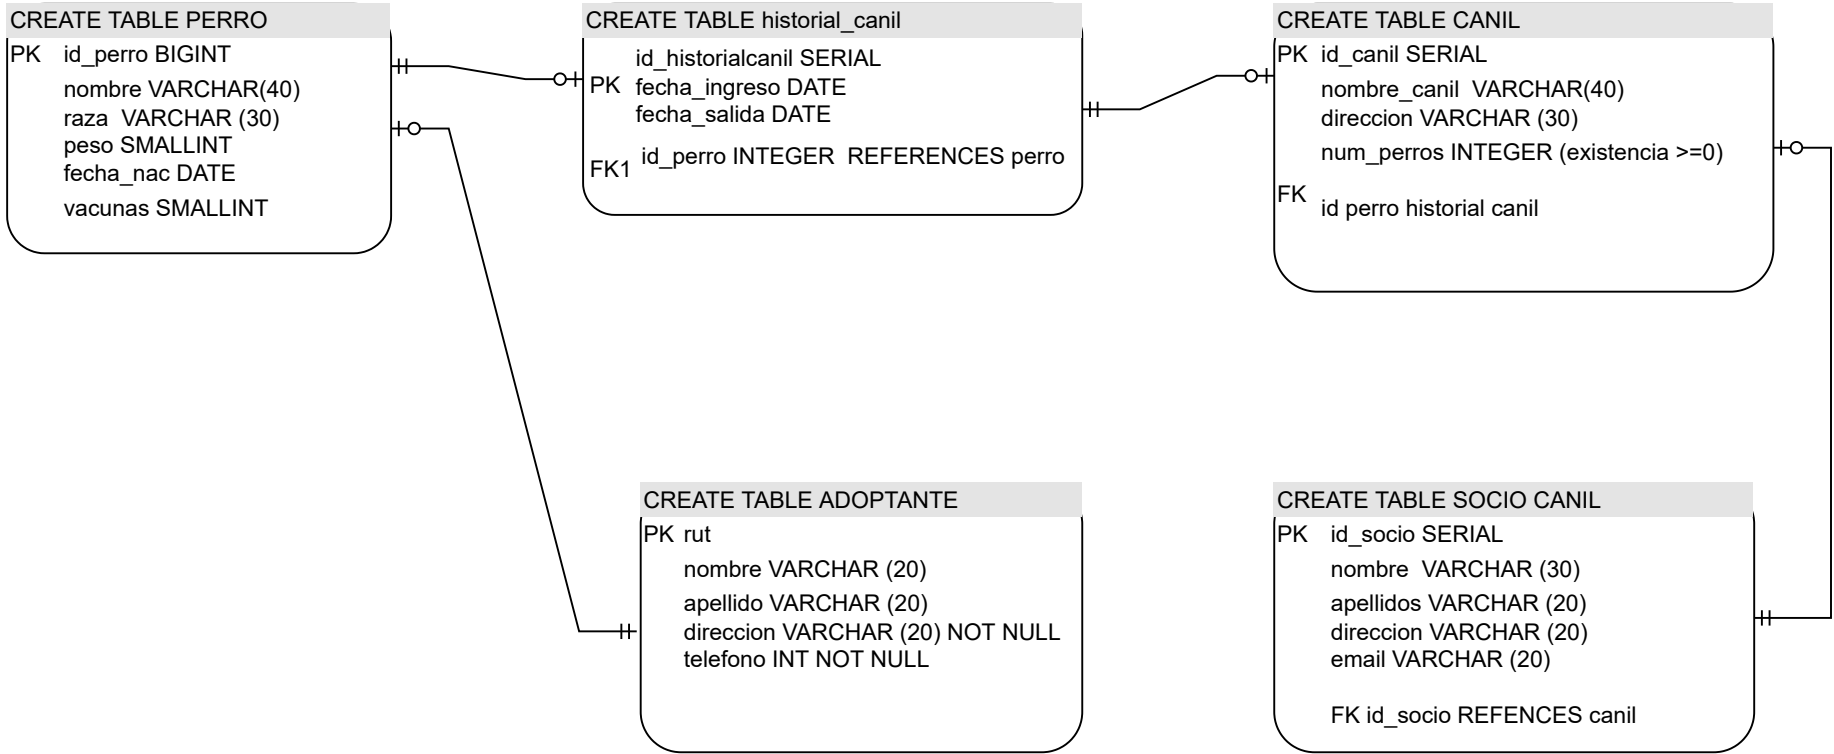 CREATE TABLE PERRO
PK id_perro BIGINT
nombre VARCHAR(40)
raza VARCHAR (30)
peso SMALLINT
fecha_nac DATE
vacunas SMALLINT
CREATE TABLE historial_canil
id_historialcanil SERIAL
PK fecha_ingreso DATE
fecha_salida DATE
FK1 id_perro INTEGER REFERENCES perro
CREATE TABLE CANIL
PK id_canil SERIAL
nombre_canil VARCHAR(40)
direccion VARCHAR (30)
num_perros INTEGER (existencia >=0)
FK
id perro historial canil
CREATE TABLE ADOPTANTE
PK rut
nombre VARCHAR (20)
apellido VARCHAR (20)
direccion VARCHAR (20) NOT NULL
telefono INT NOT NULL
CREATE TABLE SOCIO CANIL
PK id_socio SERIAL
nombre VARCHAR (30)
apellidos VARCHAR (20)
direccion VARCHAR (20)
email VARCHAR (20)
FK id_socio REFENCES canil